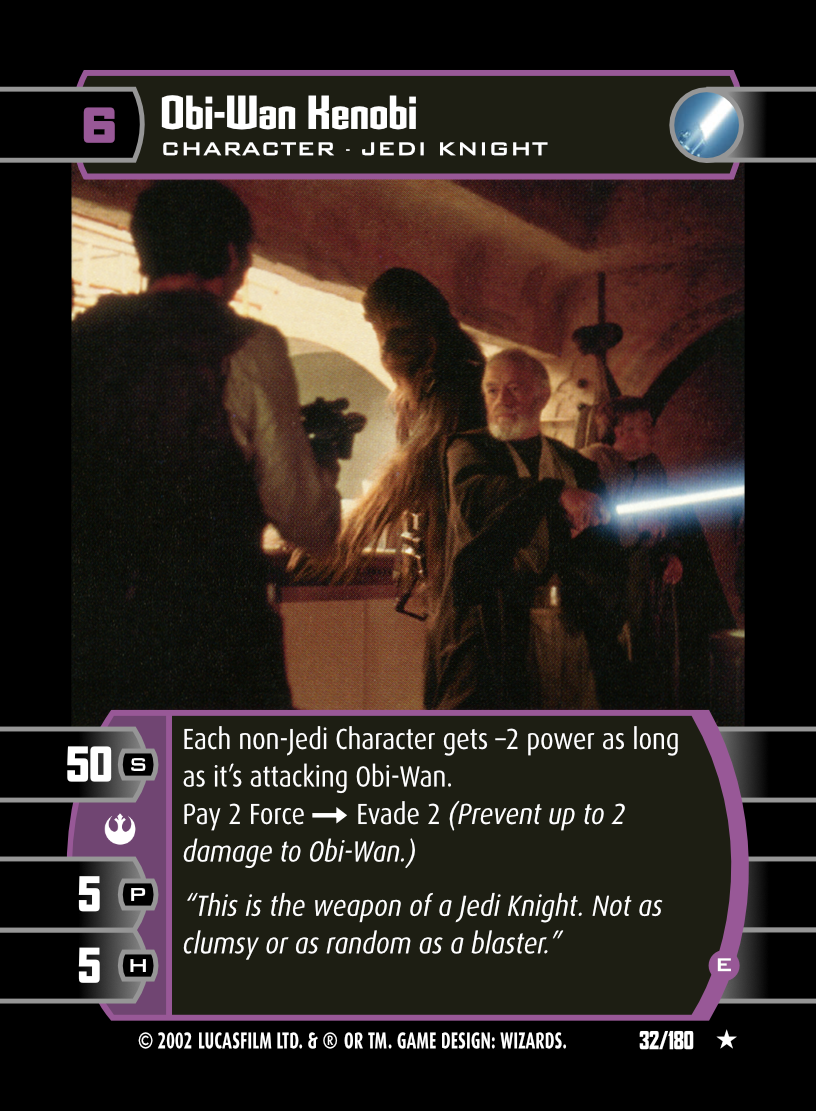 6
Obi-Wan Kenobi
CHARACTER · JEDI KNIGHT
50 S
P 5
5 H
Each non-Jedi Character gets –2 power as long
as it’s attacking Obi-Wan.
Pay 2 Force → Evade 2 (Prevent up to 2
damage to Obi-Wan.)
“This is the weapon of a Jedi Knight. Not as
clumsy or as random as a blaster.”
E
© 2002 LUCASFILM LTD. & ® OR TM. GAME DESIGN: WIZARDS. 32/180 ★